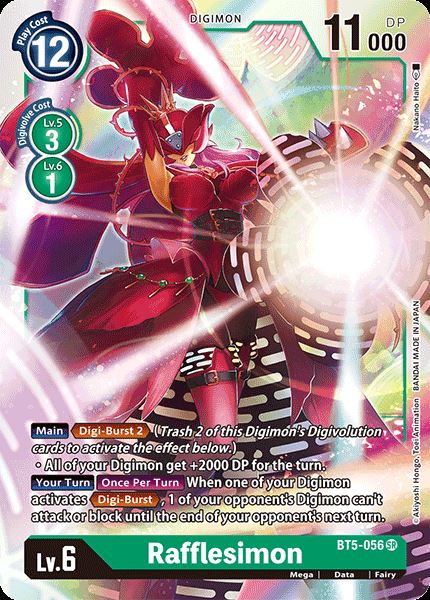 Play Cost
12
DIGIMON
11000
DP
Digivolve Cost
Lv.5
3
Lv.6
1
Nakano Haito
Main Digi-Burst 2 (Trash 2 of this Digimon's Digivolution
cards to activate the effect below.)
・All of your Digimon get +2000 DP for the turn.
Your Turn Once Per Turn When one of your Digimon
activates Digi-Burst, 1 of your opponent's Digimon can't
attack or block until the end of your opponent's next turn.
©Akiyoshi Hongo, Toei Animation BANDAI MADE IN JAPAN
Lv.6
Rafflesimon
BT5-056 SR
Mega | Data | Fairy